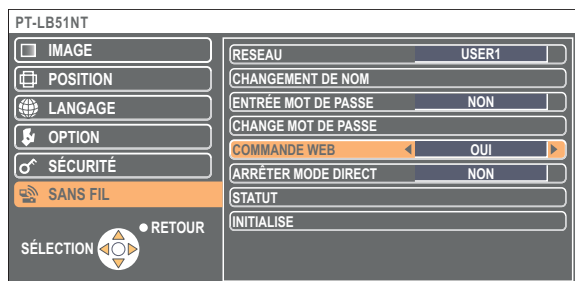 PT-LB51NT
IMAGE
POSITION
LANGAGE
OPTION
SÉCURITÉ
SANS FIL
RETOUR
SÉLECTION
RESEAU USER1
CHANGEMENT DE NOM
ENTRÉE MOT DE PASSE NON
CHANGE MOT DE PASSE
COMMANDE WEB OUI
ARRÊTER MODE DIRECT NON
STATUT
INITIALISE